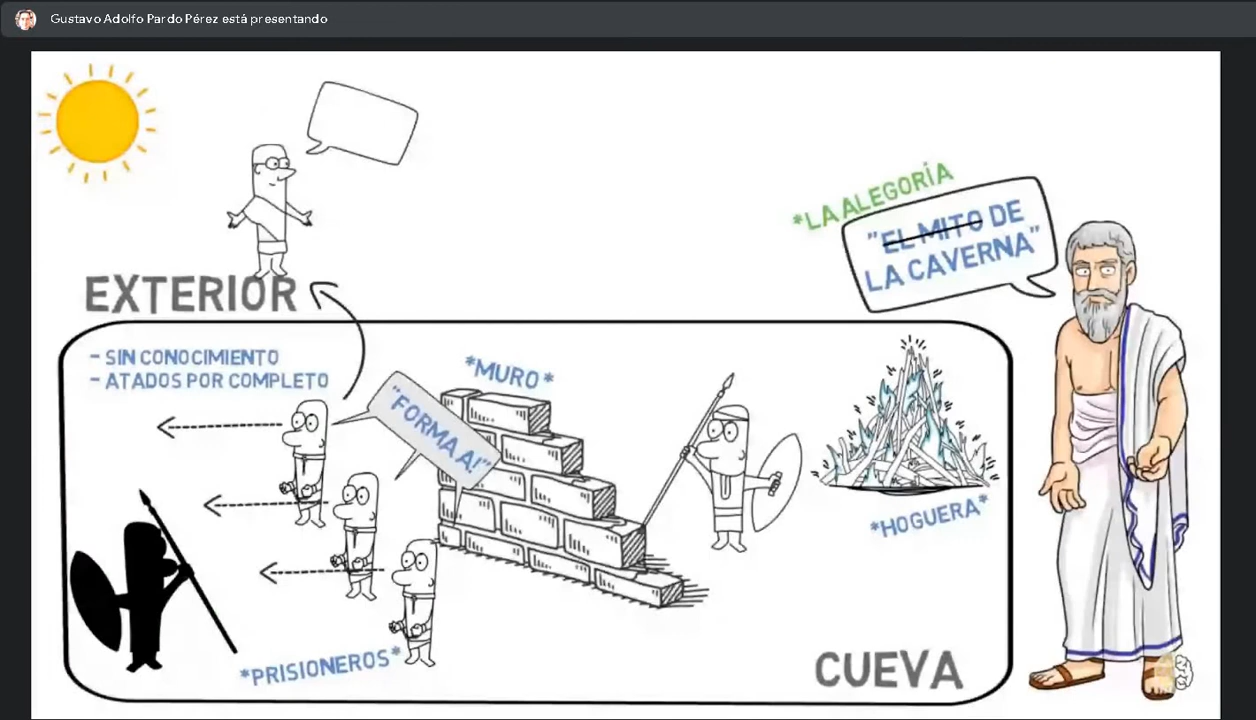 Gustavo Adolfo Pardo Pérez está presentando
*LA ALEGORÍA
"EL MITO DE
LA CAVERNA"
EXTERIOR
- SIN CONOCIMIENTO
- ATADOS POR COMPLETO
*MURO*
"FORMA A!"
*HOGUERA*
*PRISIONEROS*
CUEVA